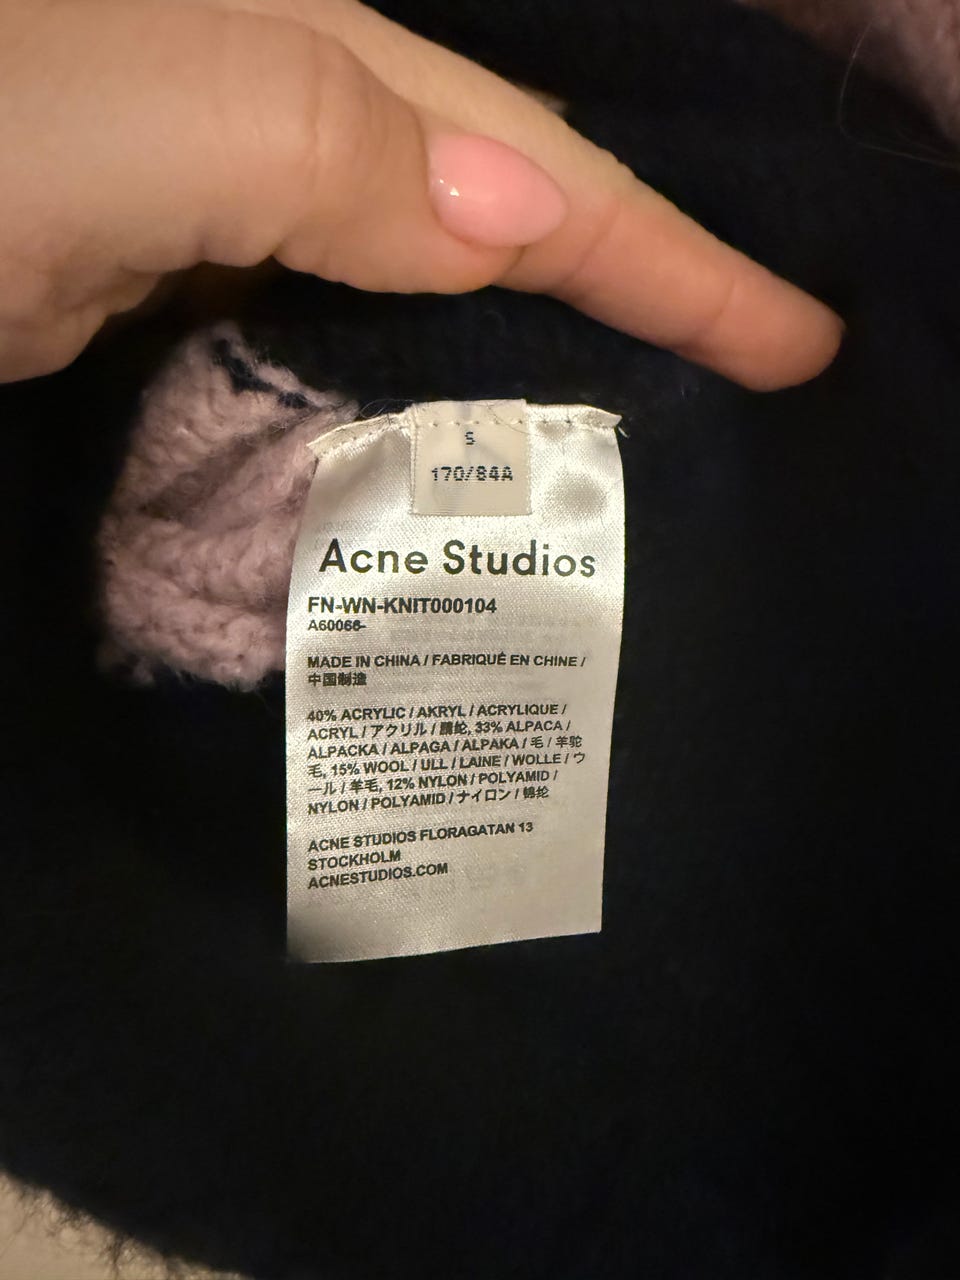 S
170/84A
Acne Studios
FN-WN-KNIT000104
A60066-
MADE IN CHINA / FABRIQUÉ EN CHINE /
中国制造
40% ACRYLIC / AKRYL / ACRYLIQUE /
ACRYL / アクリル / 腈纶, 33% ALPACA /
ALPACKA / ALPAGA / ALPAKA / 毛 / 羊驼
毛, 15% WOOL / ULL / LAINE / WOLLE / ウ
ール / 羊毛, 12% NYLON / POLYAMID /
NYLON / POLYAMID / ナイロン / 锦纶
ACNE STUDIOS FLORAGATAN 13
STOCKHOLM
ACNESTUDIOS.COM